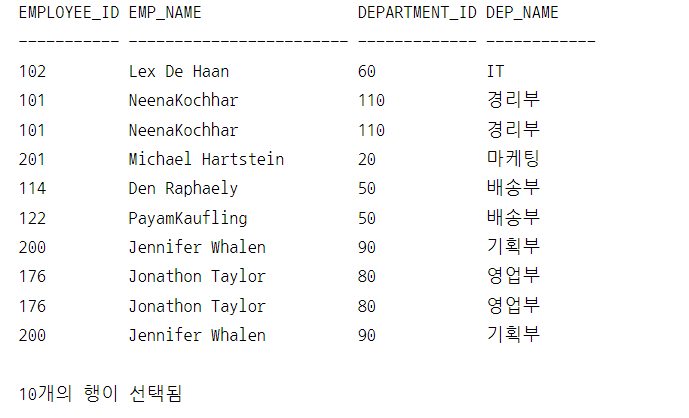 EMPLOYEE_ID EMP_NAME DEPARTMENT_ID DEP_NAME
----------- ------------------------ ------------- ------------
102 Lex De Haan 60 IT
101 NeenaKochhar 110 경리부
101 NeenaKochhar 110 경리부
201 Michael Hartstein 20 마케팅
114 Den Raphaely 50 배송부
122 PayamKaufling 50 배송부
200 Jennifer Whalen 90 기획부
176 Jonathon Taylor 80 영업부
176 Jonathon Taylor 80 영업부
200 Jennifer Whalen 90 기획부
10개의 행이 선택됨